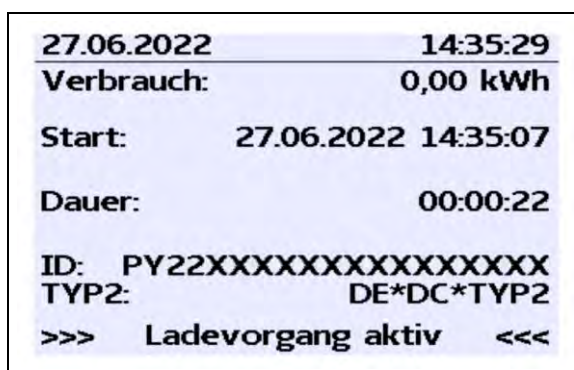 27.06.2022 14:35:29
Verbrauch: 0,00 kWh
Start: 27.06.2022 14:35:07
Dauer: 00:00:22
ID: PY22XXXXXXXXXXXXXXXX
TYP2: DE*DC*TYP2
>>> Ladevorgang aktiv <<<